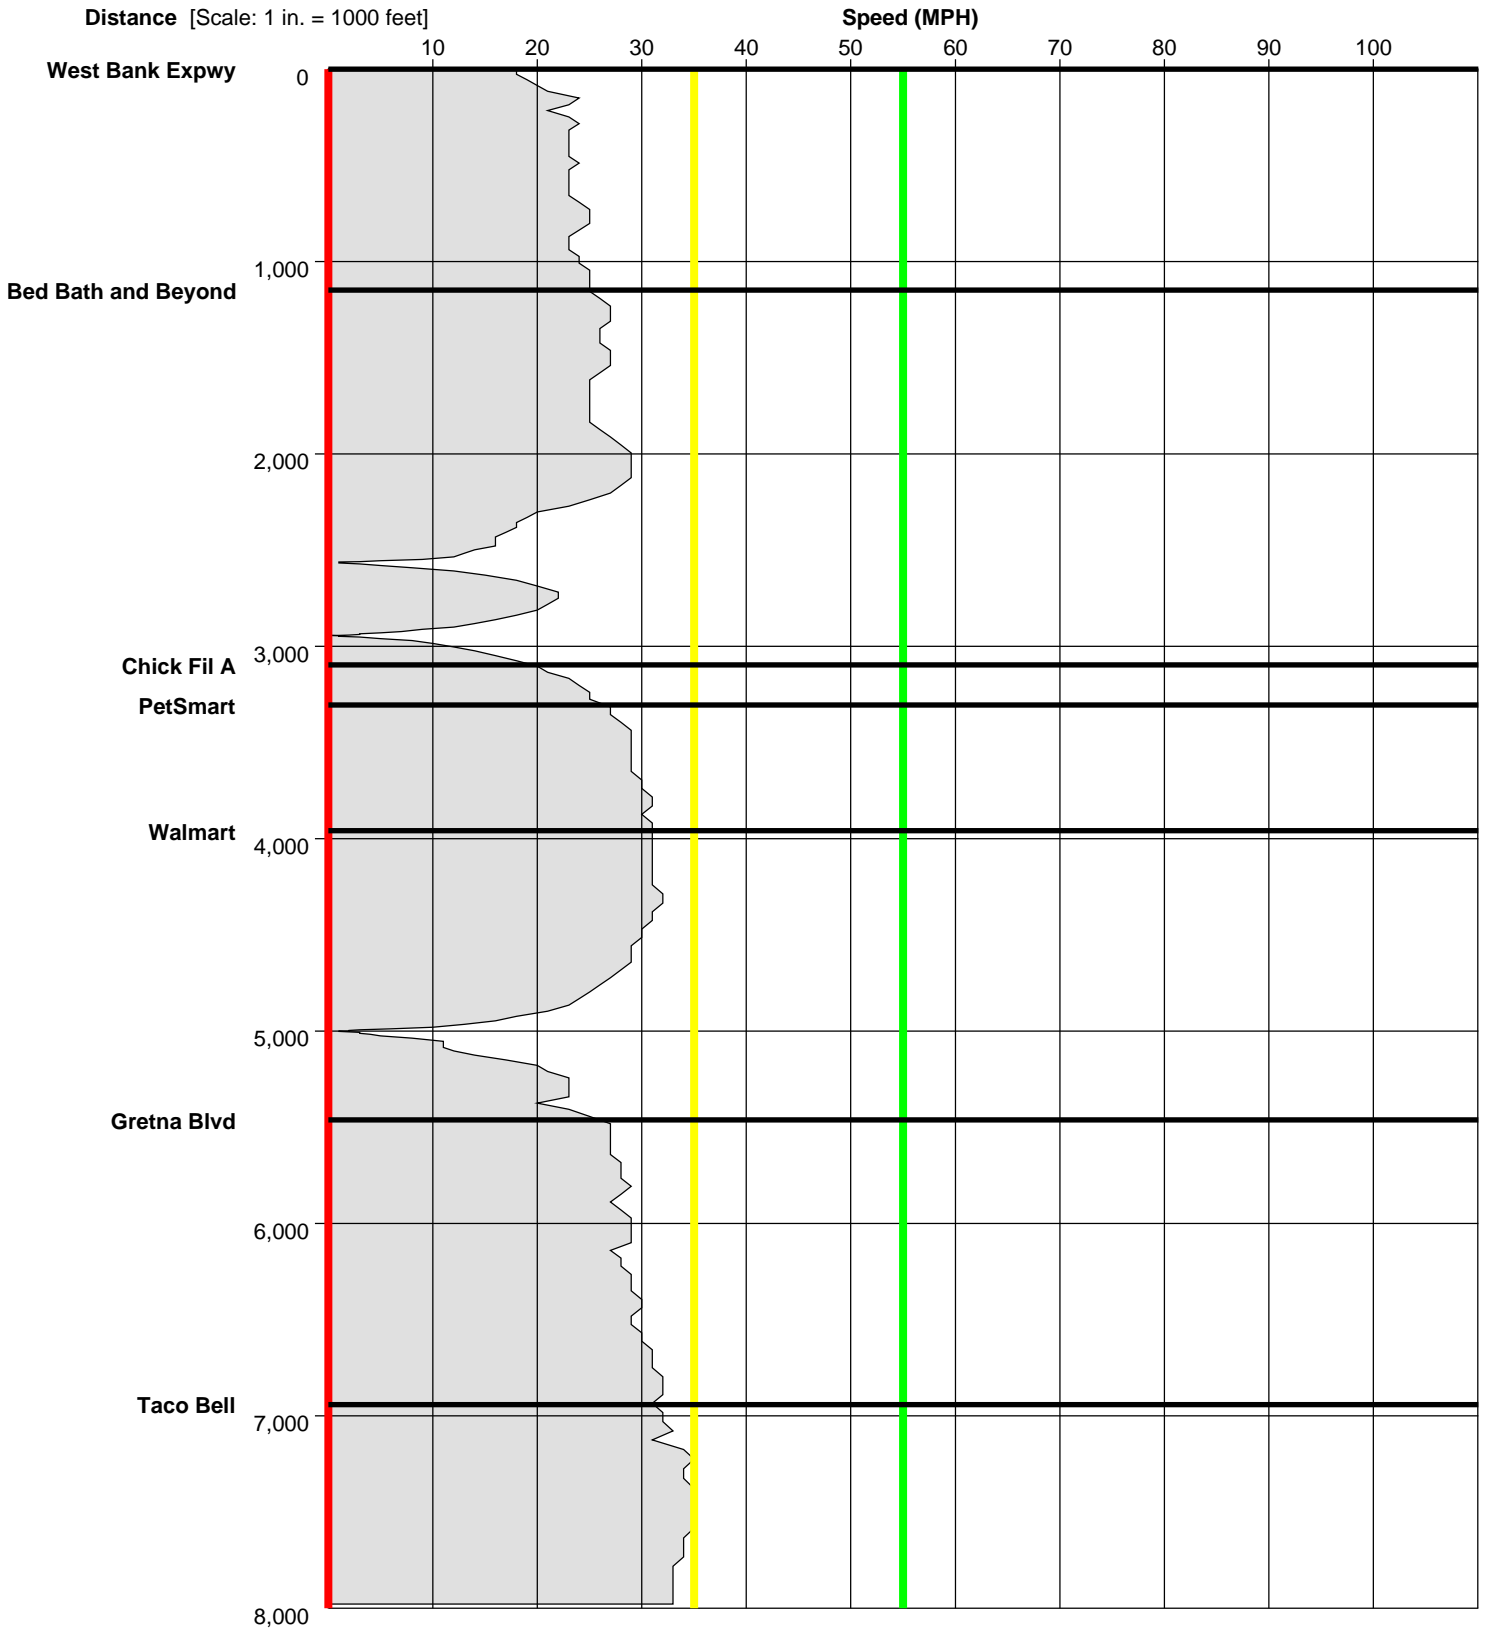 Distance [Scale: 1 in. = 1000 feet] Speed (MPH)
10 20 30 40 50 60 70 80 90 100
West Bank Expwy 0
1,000
Bed Bath and Beyond
2,000
3,000
Chick Fil A
PetSmart
Walmart
4,000
5,000
Gretna Blvd
6,000
Taco Bell
7,000
8,000